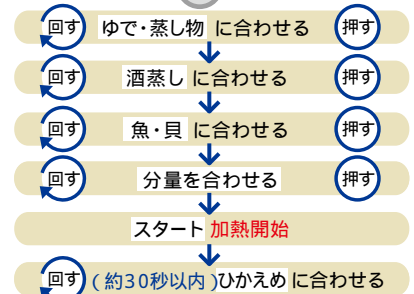 回す ゆで・蒸し物 に合わせる 押す
回す 酒蒸し に合わせる 押す
回す 魚・貝 に合わせる 押す
回す 分量を合わせる 押す
スタート 加熱開始
回す (約30秒以内)ひかえめ に合わせる